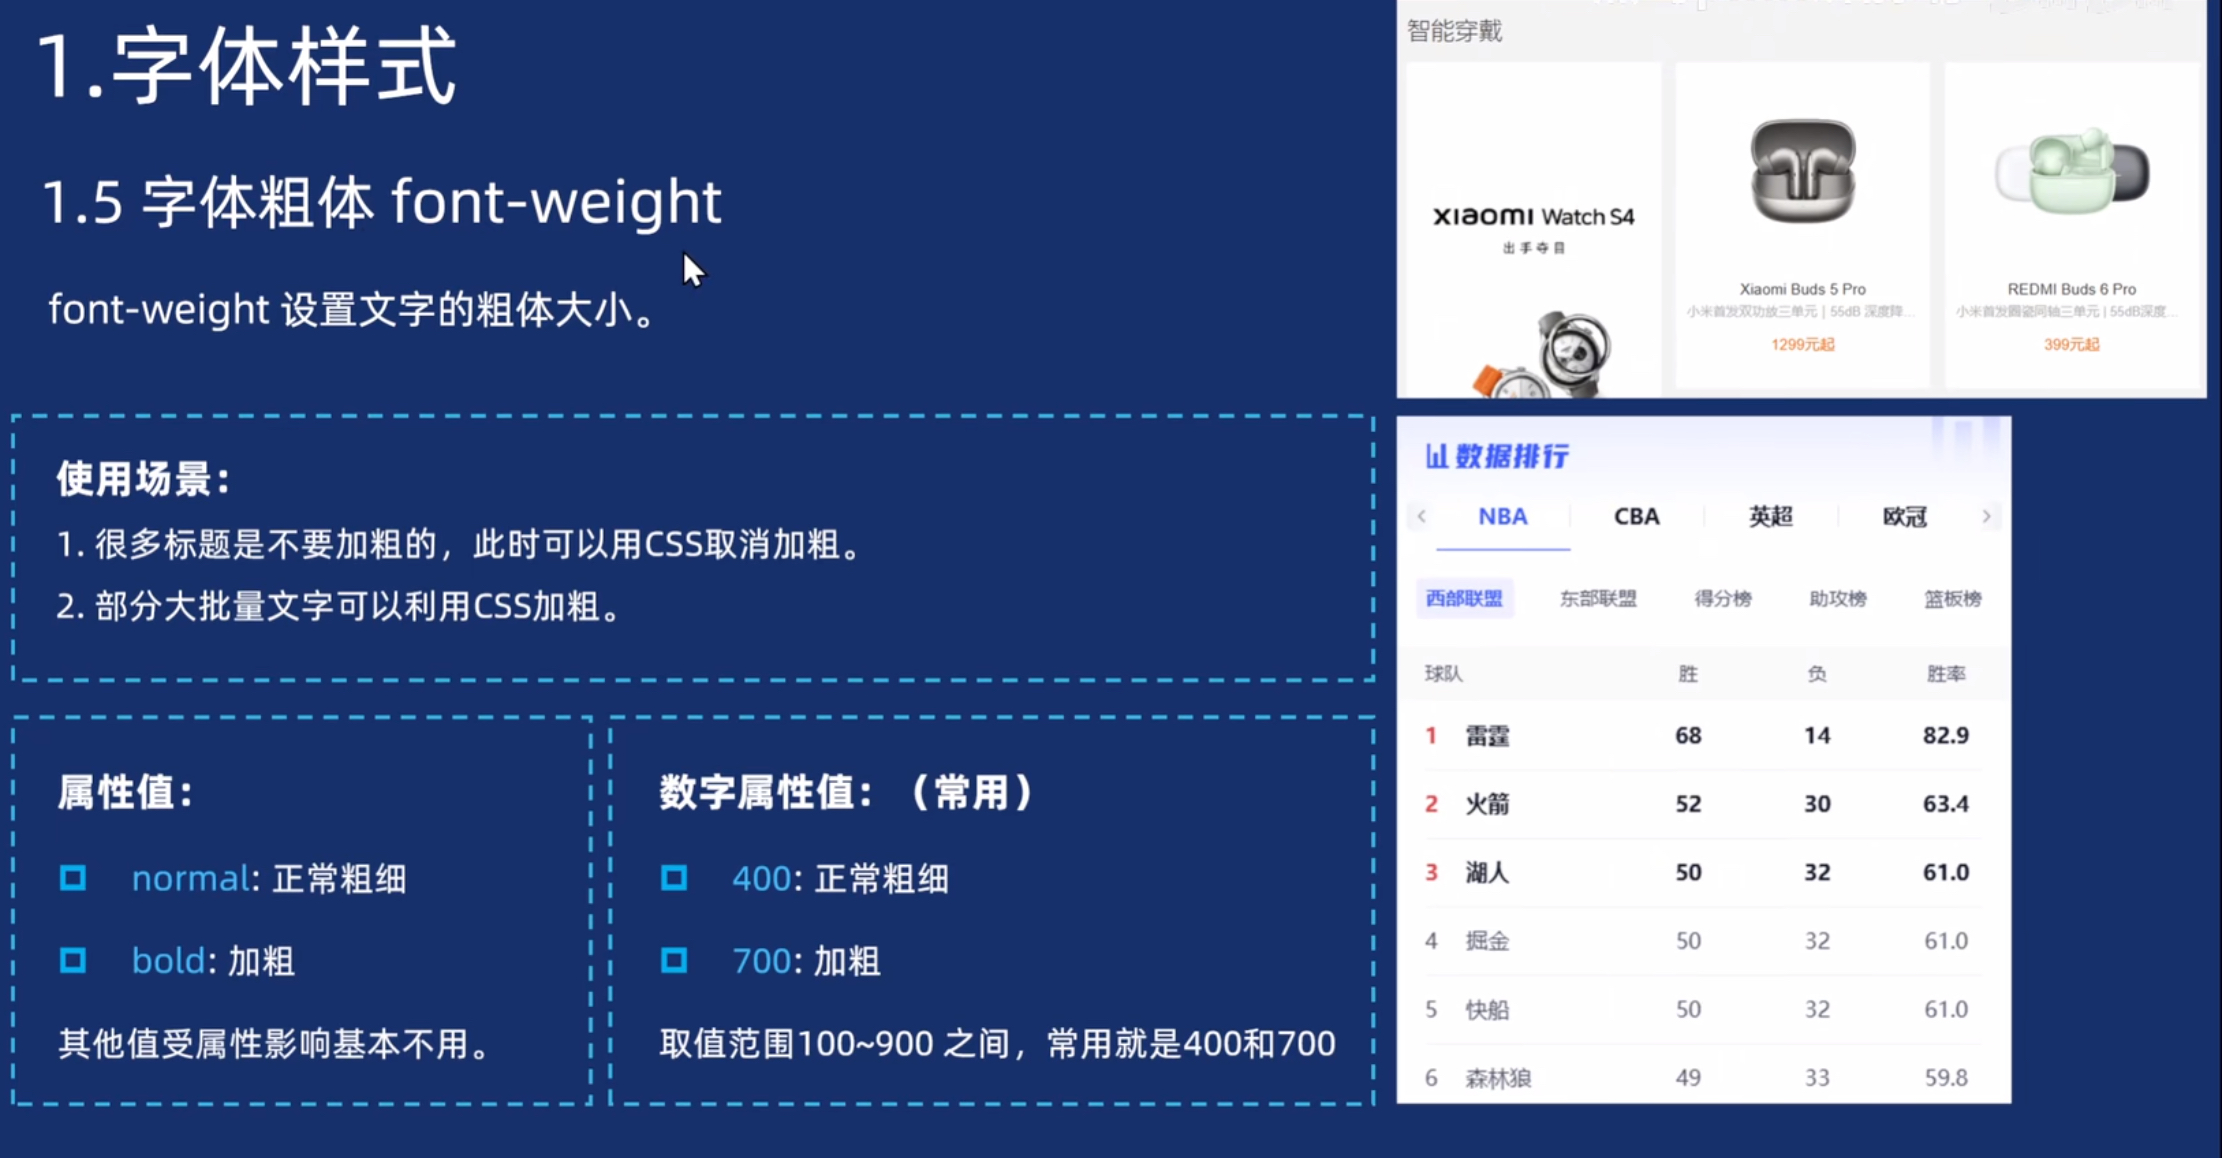 1.字体样式
1.5 字体粗体 font-weight
font-weight 设置文字的粗体大小。
使用场景：
1. 很多标题是不要加粗的，此时可以用CSS取消加粗。
2. 部分大批量文字可以利用CSS加粗。
属性值：
normal: 正常粗细
bold: 加粗
其他值受属性影响基本不用。
数字属性值：（常用）
400: 正常粗细
700: 加粗
取值范围100~900 之间，常用就是400和700
智能穿戴
xiaomi Watch S4
出手夺目
Xiaomi Buds 5 Pro
小米首发双功放三单元 | 55dB 深度降...
1299元起
REDMI Buds 6 Pro
小米首发圈瓷同轴三单元 | 55dB深度...
399元起
数据排行
NBA CBA 英超 欧冠
西部联盟 东部联盟 得分榜 助攻榜 篮板榜
球队 胜 负 胜率
1 雷霆 68 14 82.9
2 火箭 52 30 63.4
3 湖人 50 32 61.0
4 掘金 50 32 61.0
5 快船 50 32 61.0
6 森林狼 49 33 59.8